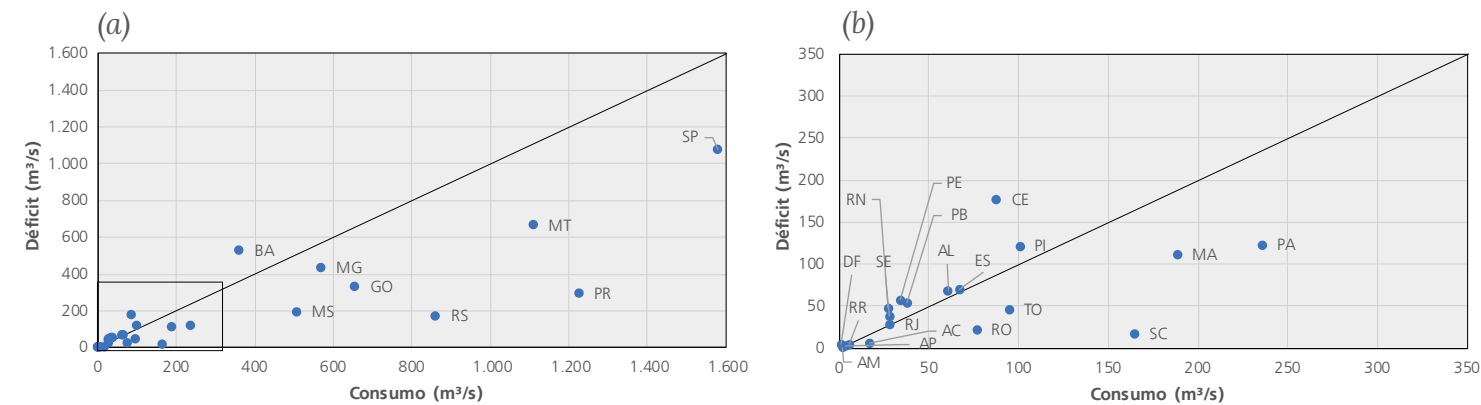 (a)
1.600
1.400
1.200
1.000
800
600
400
200
0
Déficit (m³/s)
SP
MT
BA
MG
GO
PR
MS
RS
0 200 400 600 800 1.000 1.200 1.400 1.600
Consumo (m³/s)
(b)
350
300
250
200
150
100
50
0
Déficit (m³/s)
PE
RN
CE
PB
PI
AL
ES
MA
PA
DF SE
RR
TO
RJ
AC
RO
SC
AP
AM
0 50 100 150 200 250 300 350
Consumo (m³/s)